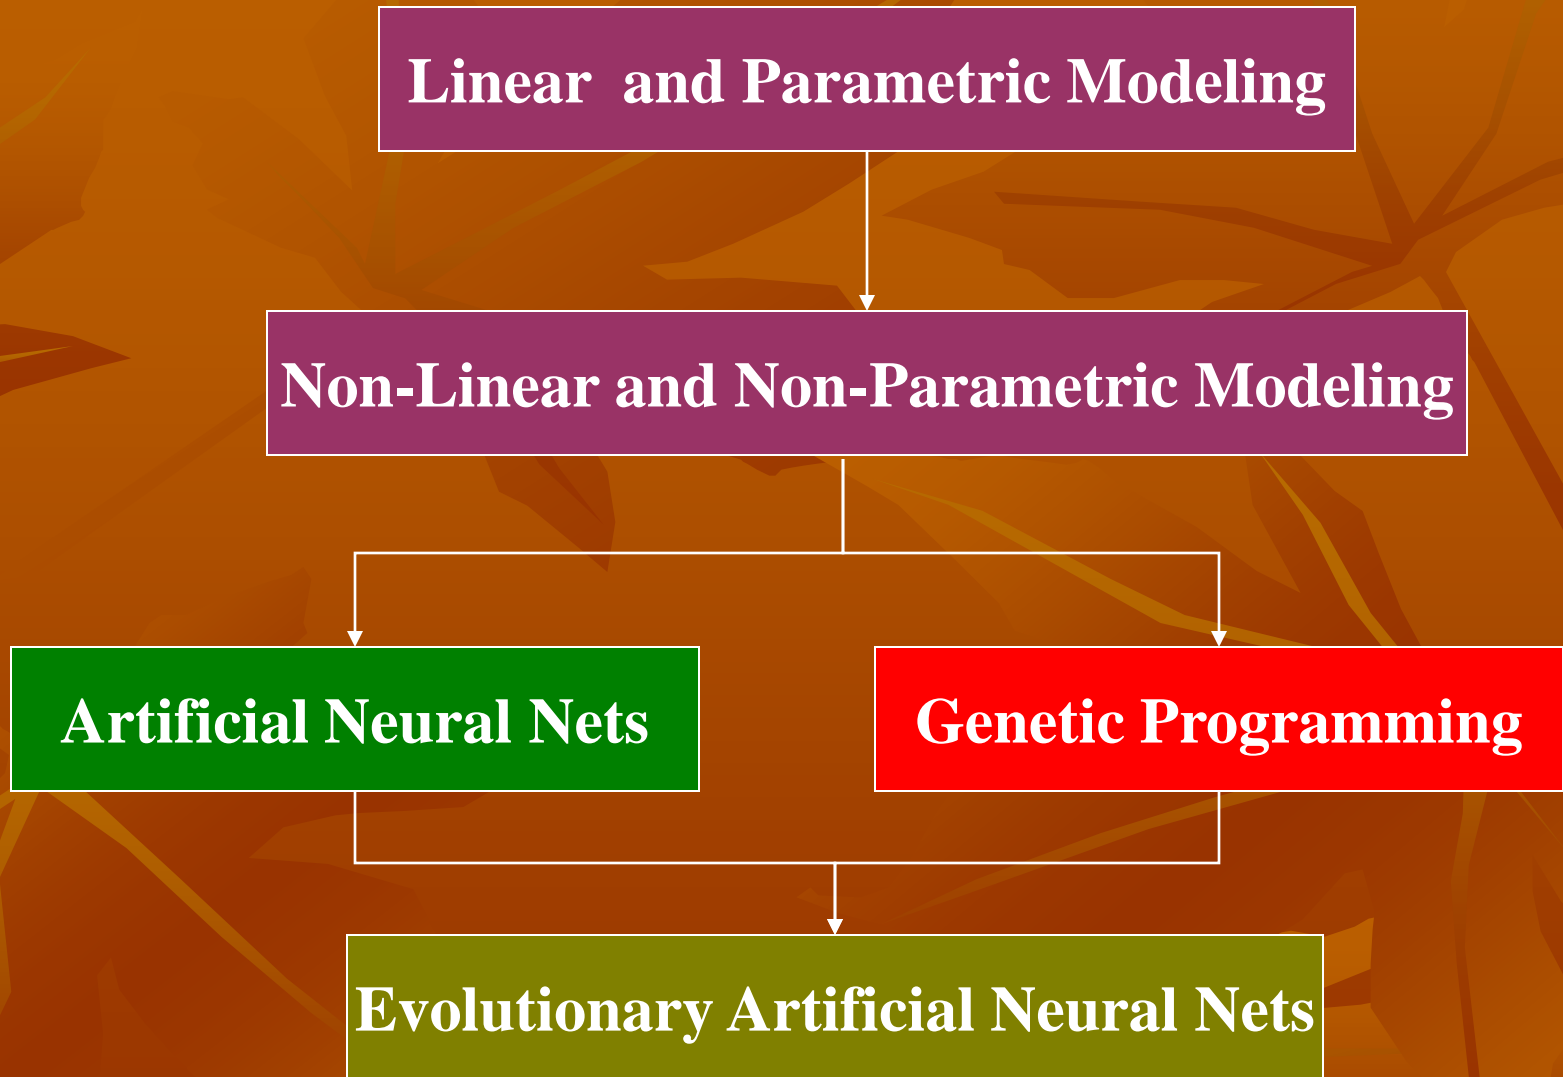 Linear and Parametric Modeling
Non-Linear and Non-Parametric Modeling
Artificial Neural Nets
Genetic Programming
Evolutionary Artificial Neural Nets